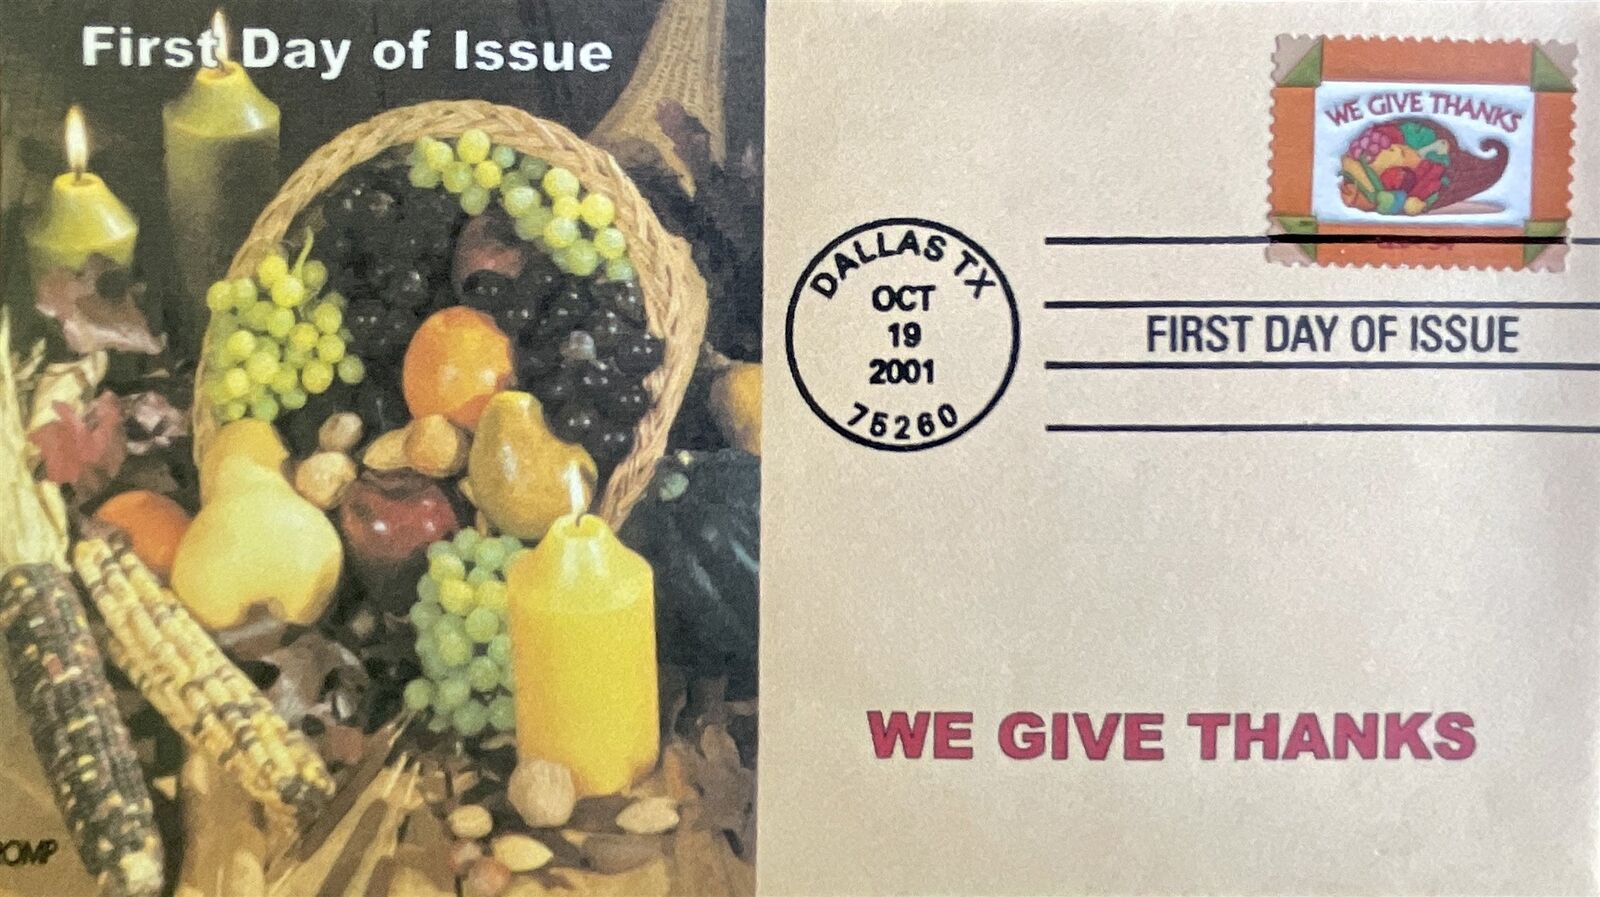 First Day of Issue
WE GIVE THANKS
DALLAS TX
OCT
19
2001
75260
FIRST DAY OF ISSUE
WE GIVE THANKS